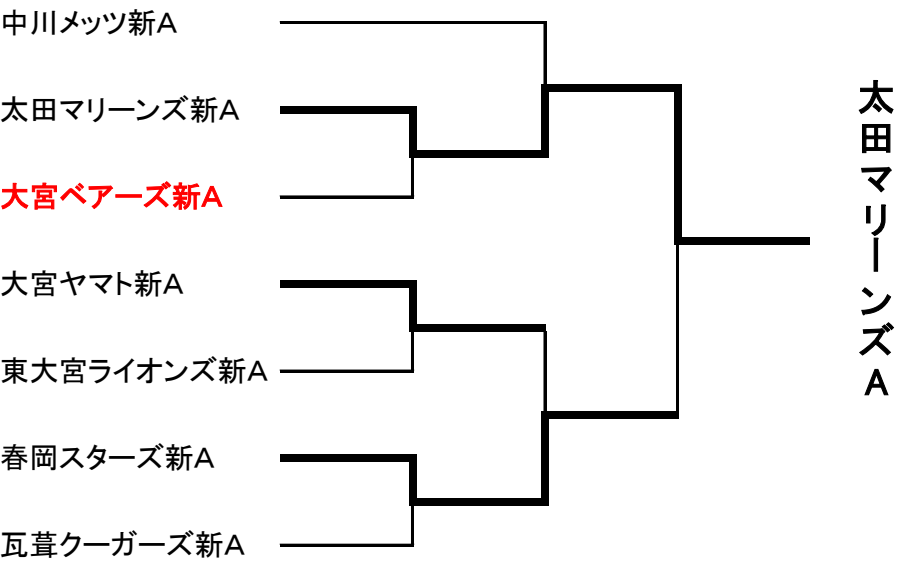 中川メッツ新A
太田マリーンズ新A
大宮ベアーズ新A
大宮ヤマト新A
東大宮ライオンズ新A
春岡スターズ新A
瓦葺クーガーズ新A
太田マリーンズA